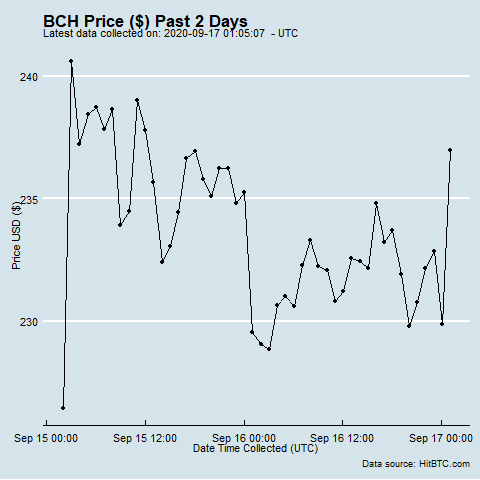 BCH Price ($) Past 2 Days
Latest data collected on: 2020-09-17 01:05:07  - UTC
240
235
230
Price USD ($)
Sep 15 00:00 Sep 15 12:00 Sep 16 00:00 Sep 16 12:00 Sep 17 00:00
Date Time Collected (UTC)
Data source: HitBTC.com